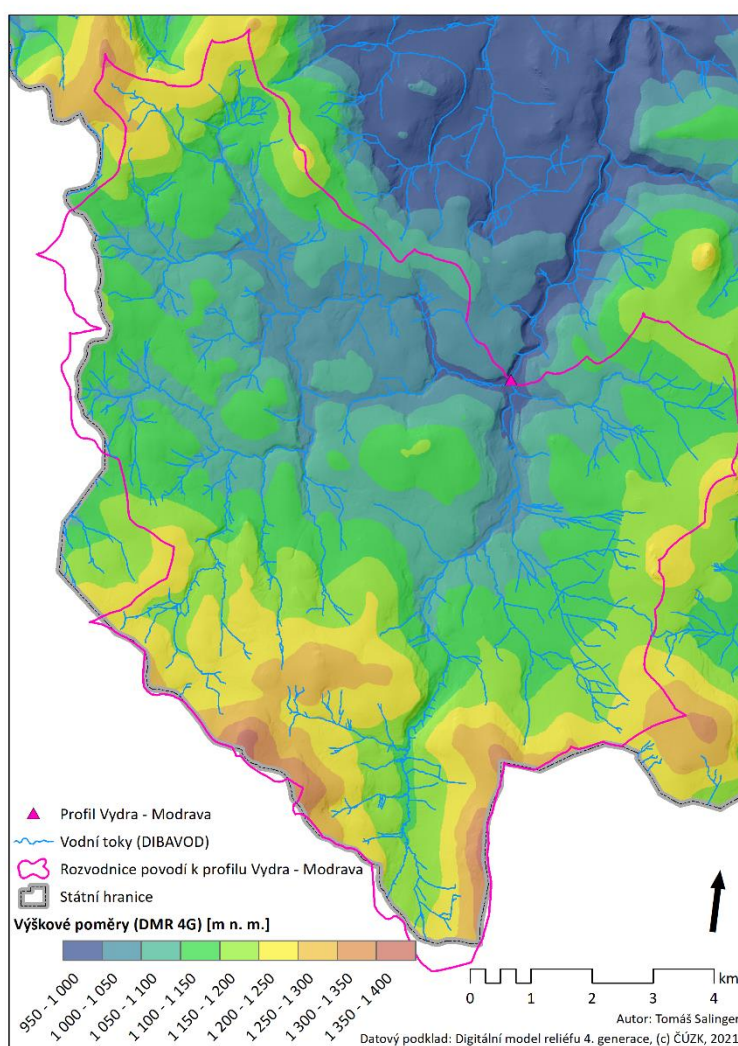 Profil Vydra - Modrava
Vodní toky (DIBAVOD)
Rozvodnice povodí k profilu Vydra - Modrava
Státní hranice
Výškové poměry (DMR 4G) [m n. m.]
950 - 1 000
1 000 - 1 050
1 050 - 1 100
1 100 - 1 150
1 150 - 1 200
1 200 - 1 250
1 250 - 1 300
1 300 - 1 350
1 350 - 1 400
km
0 1 2 3 4
Autor: Tomáš Salinger
Datový podklad: Digitální model reliéfu 4. generace, (c) ČÚZK, 2021